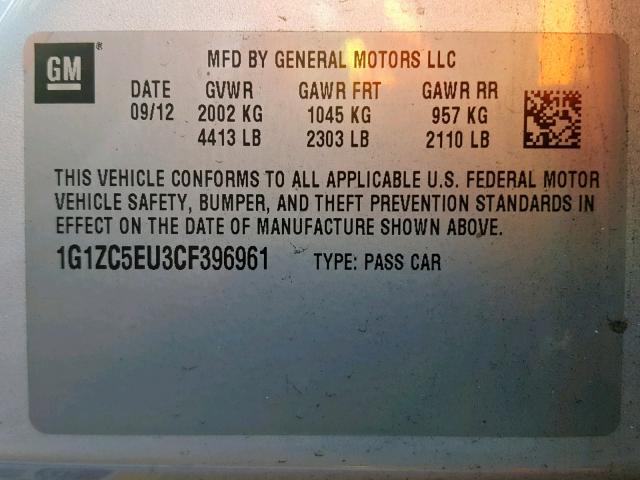 GM ®
MFD BY GENERAL MOTORS LLC
DATE GVWR GAWR FRT GAWR RR
09/12 2002 KG 1045 KG 957 KG
4413 LB 2303 LB 2110 LB
THIS VEHICLE CONFORMS TO ALL APPLICABLE U.S. FEDERAL MOTOR
VEHICLE SAFETY, BUMPER, AND THEFT PREVENTION STANDARDS IN
EFFECT ON THE DATE OF MANUFACTURE SHOWN ABOVE.
1G1ZC5EU3CF396961 TYPE: PASS CAR